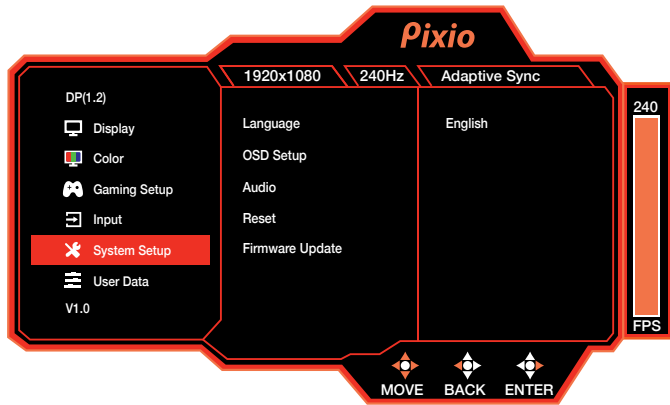 Pixio
1920x1080 240Hz Adaptive Sync
DP(1.2)
Display
Color
Gaming Setup
Input
System Setup
User Data
V1.0
Language English
OSD Setup
Audio
Reset
Firmware Update
240
FPS
MOVE BACK ENTER